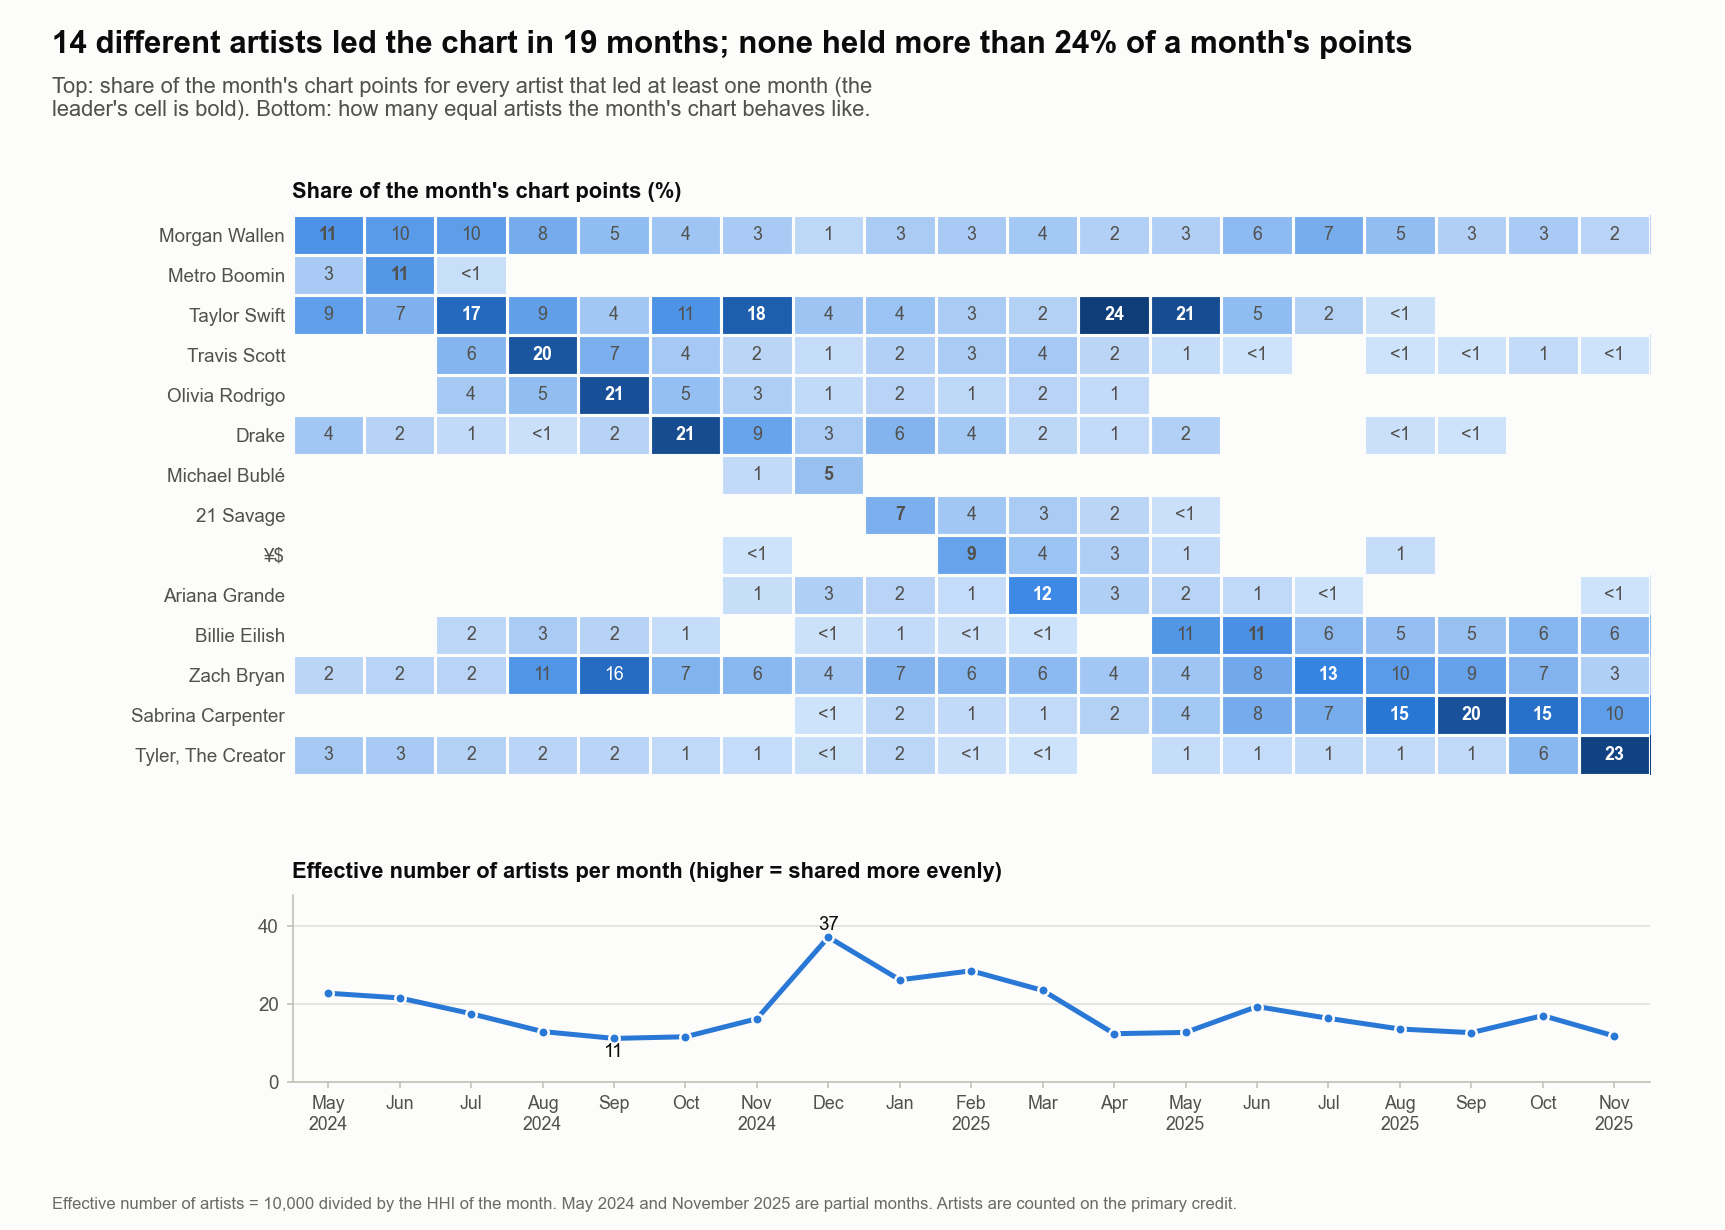 14 different artists led the chart in 19 months; none held more than 24% of a month's points
Top: share of the month's chart points for every artist that led at least one month (the
leader's cell is bold). Bottom: how many equal artists the month's chart behaves like.
Share of the month's chart points (%)
Morgan Wallen 11 10 10 8 5 4 3 1 3 3 4 2 3 6 7 5 3 3 2
Metro Boomin 3 11 <1
Taylor Swift 9 7 17 9 4 11 18 4 4 3 2 24 21 5 2 <1
Travis Scott 6 20 7 4 2 1 2 3 4 2 1 <1 <1 <1 1 <1
Olivia Rodrigo 4 5 21 5 3 1 2 1 2 1
Drake 4 2 1 <1 2 21 9 3 6 4 2 1 2 <1 <1
Michael Bublé 1 5
21 Savage 7 4 3 2 <1
¥$ <1 9 4 3 1 1
Ariana Grande 1 3 2 1 12 3 2 1 <1 <1
Billie Eilish 2 3 2 1 <1 1 <1 <1 11 11 6 5 5 6 6
Zach Bryan 2 2 2 11 16 7 6 4 7 6 6 4 4 8 13 10 9 7 3
Sabrina Carpenter <1 2 1 1 2 4 8 7 15 20 15 10
Tyler, The Creator 3 3 2 2 2 1 1 <1 2 <1 <1 1 1 1 1 1 6 23
Effective number of artists per month (higher = shared more evenly)
40
20
0
37
11
May Jun Jul Aug Sep Oct Nov Dec Jan Feb Mar Apr May Jun Jul Aug Sep Oct Nov
2024 2024 2024 2025 2025 2025 2025
Effective number of artists = 10,000 divided by the HHI of the month. May 2024 and November 2025 are partial months. Artists are counted on the primary credit.